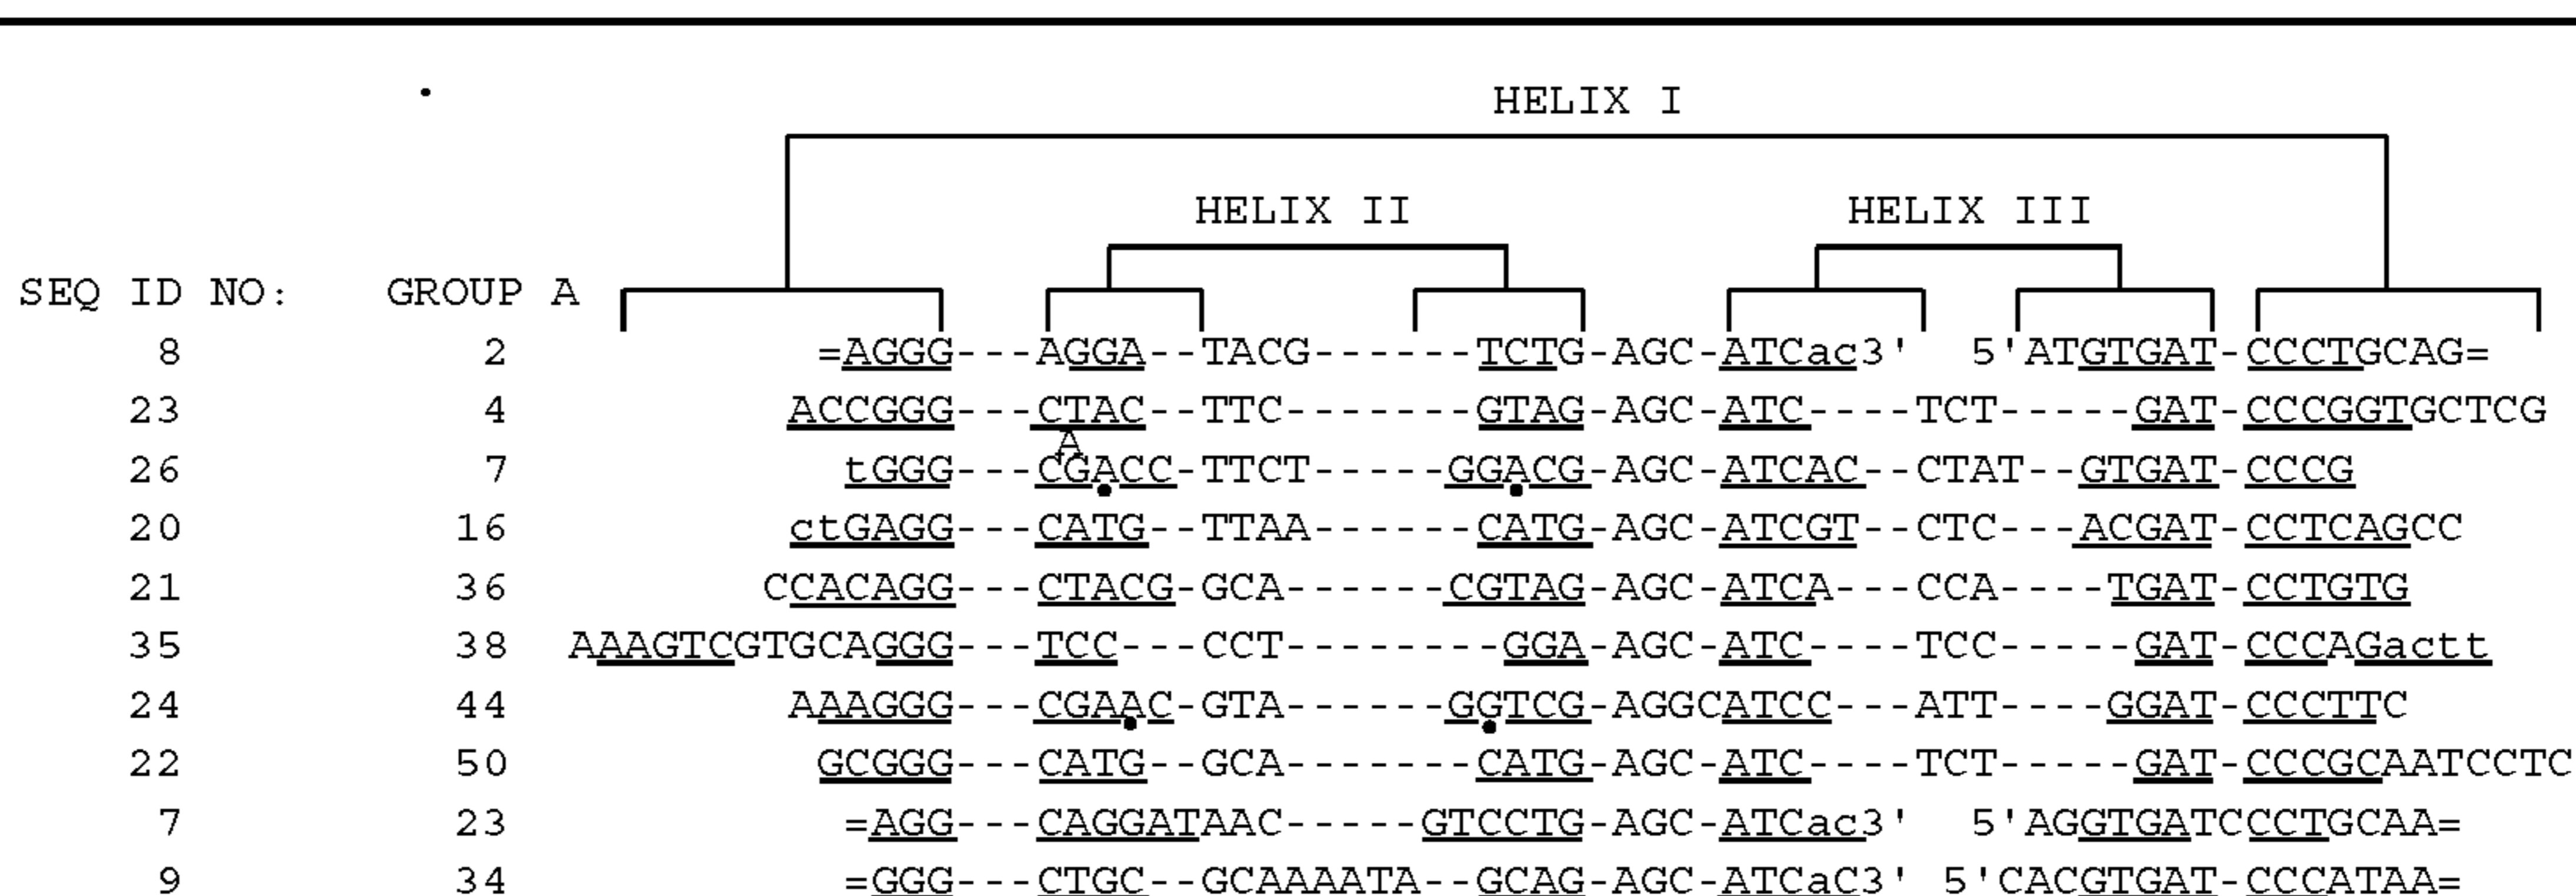 HELIX I
HELIX II HELIX III
SEQ ID NO: GROUP A
8 2 =AGGG---AGGA--TACG------TCTG-AGC-ATCac3' 5'ATGTGAT-CCCTGCAG=
23 4 ACCGGG---CTAC--TTC-------GTAG-AGC-ATC----TCT-----GAT-CCCGGTGCTCG
A
26 7 tGGG---CGACC-TTCT-----GGACG-AGC-ATCAC--CTAT--GTGAT-CCCG
20 16 ctGAGG---CATG--TTAA------CATG-AGC-ATCGT--CTC---ACGAT-CCTCAGCC
21 36 CCACAGG---CTACG-GCA------CGTAG-AGC-ATCA---CCA----TGAT-CCTGTG
35 38 AAAGTCGTGCAGGG---TCC---CCT--------GGA-AGC-ATC----TCC-----GAT-CCCAGactt
24 44 AAAGGG---CGAAC-GTA------GGTCG-AGGCATCC---ATT----GGAT-CCCTTC
22 50 GCGGG---CATG--GCA-------CATG-AGC-ATC----TCT-----GAT-CCCGCAATCCTC
7 23 =AGG---CAGGATAAC-----GTCCTG-AGC-ATCac3' 5'AGGTGATCCCTGCAA=
9 34 =GGG---CTGC--GCAAAATA--GCAG-AGC-ATCaC3' 5'CACGTGAT-CCCATAA=